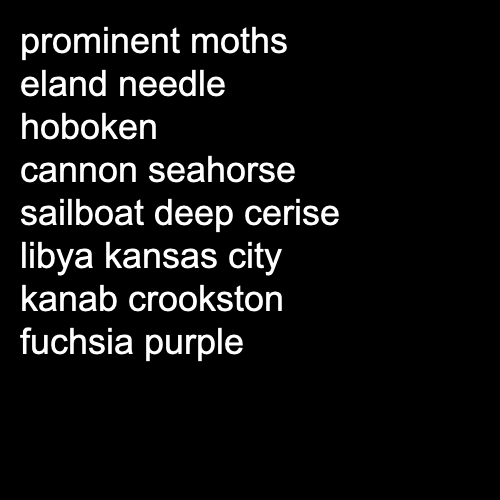 prominent moths
eland needle
hoboken
cannon seahorse
sailboat deep cerise
libya kansas city
kanab crookston
fuchsia purple